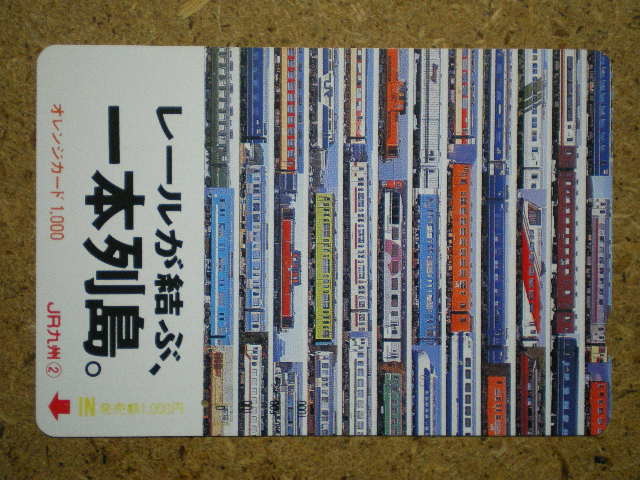 レールが結ぶ、
一本列島。
オレンジカード 1,000
JR九州 ②
発売額1,000円